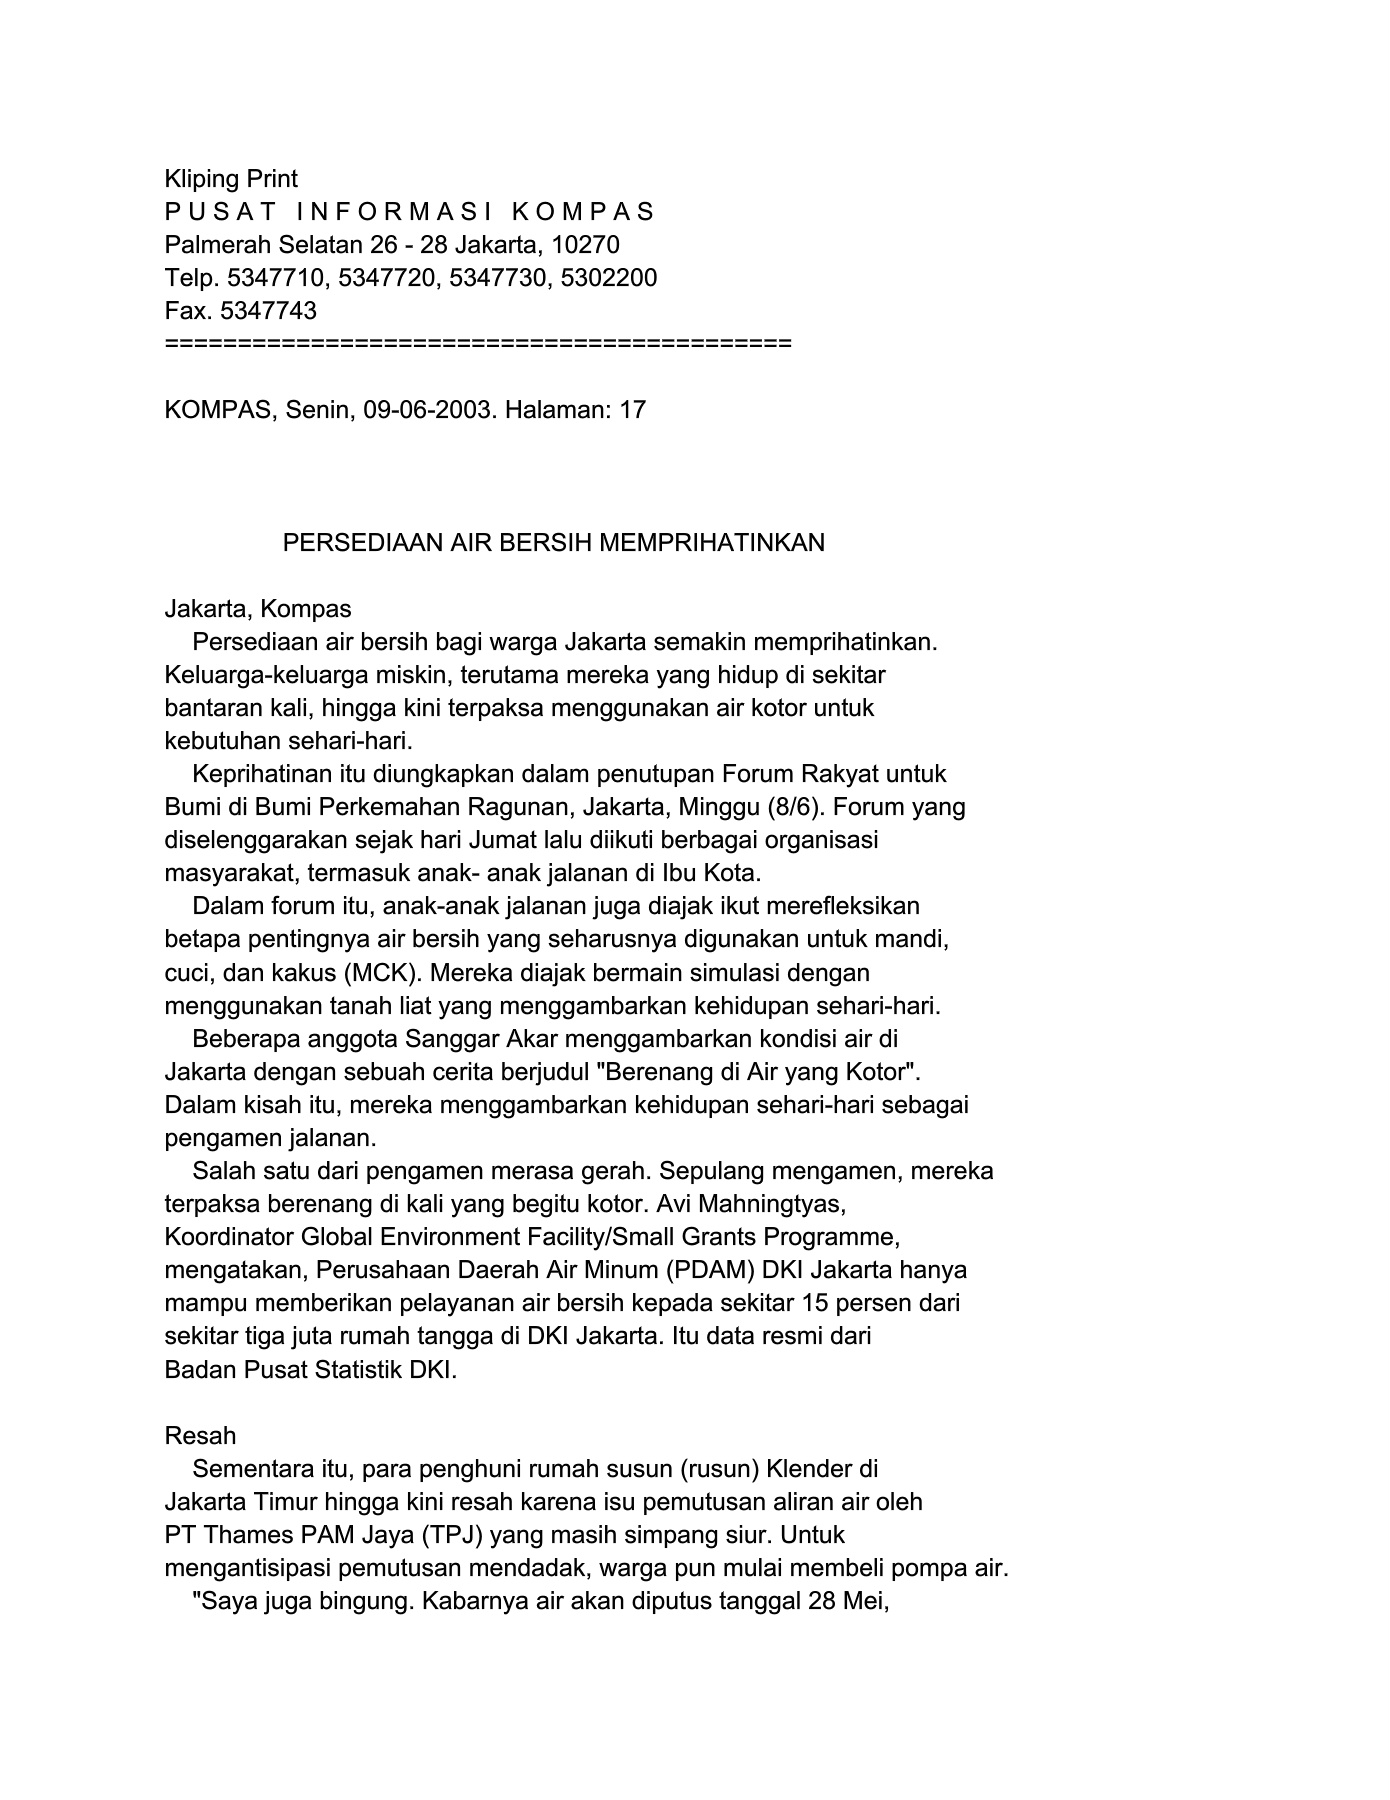 Kliping Print
P U S A T   I N F O R M A S I   K O M P A S
Palmerah Selatan 26 - 28 Jakarta, 10270
Telp. 5347710, 5347720, 5347730, 5302200
Fax. 5347743
===========================================
KOMPAS, Senin, 09-06-2003. Halaman: 17
PERSEDIAAN AIR BERSIH MEMPRIHATINKAN
Jakarta, Kompas
Persediaan air bersih bagi warga Jakarta semakin memprihatinkan.
Keluarga-keluarga miskin, terutama mereka yang hidup di sekitar
bantaran kali, hingga kini terpaksa menggunakan air kotor untuk
kebutuhan sehari-hari.
Keprihatinan itu diungkapkan dalam penutupan Forum Rakyat untuk
Bumi di Bumi Perkemahan Ragunan, Jakarta, Minggu (8/6). Forum yang
diselenggarakan sejak hari Jumat lalu diikuti berbagai organisasi
masyarakat, termasuk anak- anak jalanan di Ibu Kota.
Dalam forum itu, anak-anak jalanan juga diajak ikut merefleksikan
betapa pentingnya air bersih yang seharusnya digunakan untuk mandi,
cuci, dan kakus (MCK). Mereka diajak bermain simulasi dengan
menggunakan tanah liat yang menggambarkan kehidupan sehari-hari.
Beberapa anggota Sanggar Akar menggambarkan kondisi air di
Jakarta dengan sebuah cerita berjudul "Berenang di Air yang Kotor".
Dalam kisah itu, mereka menggambarkan kehidupan sehari-hari sebagai
pengamen jalanan.
Salah satu dari pengamen merasa gerah. Sepulang mengamen, mereka
terpaksa berenang di kali yang begitu kotor. Avi Mahningtyas,
Koordinator Global Environment Facility/Small Grants Programme,
mengatakan, Perusahaan Daerah Air Minum (PDAM) DKI Jakarta hanya
mampu memberikan pelayanan air bersih kepada sekitar 15 persen dari
sekitar tiga juta rumah tangga di DKI Jakarta. Itu data resmi dari
Badan Pusat Statistik DKI.
Resah
Sementara itu, para penghuni rumah susun (rusun) Klender di
Jakarta Timur hingga kini resah karena isu pemutusan aliran air oleh
PT Thames PAM Jaya (TPJ) yang masih simpang siur. Untuk
mengantisipasi pemutusan mendadak, warga pun mulai membeli pompa air.
"Saya juga bingung. Kabarnya air akan diputus tanggal 28 Mei,